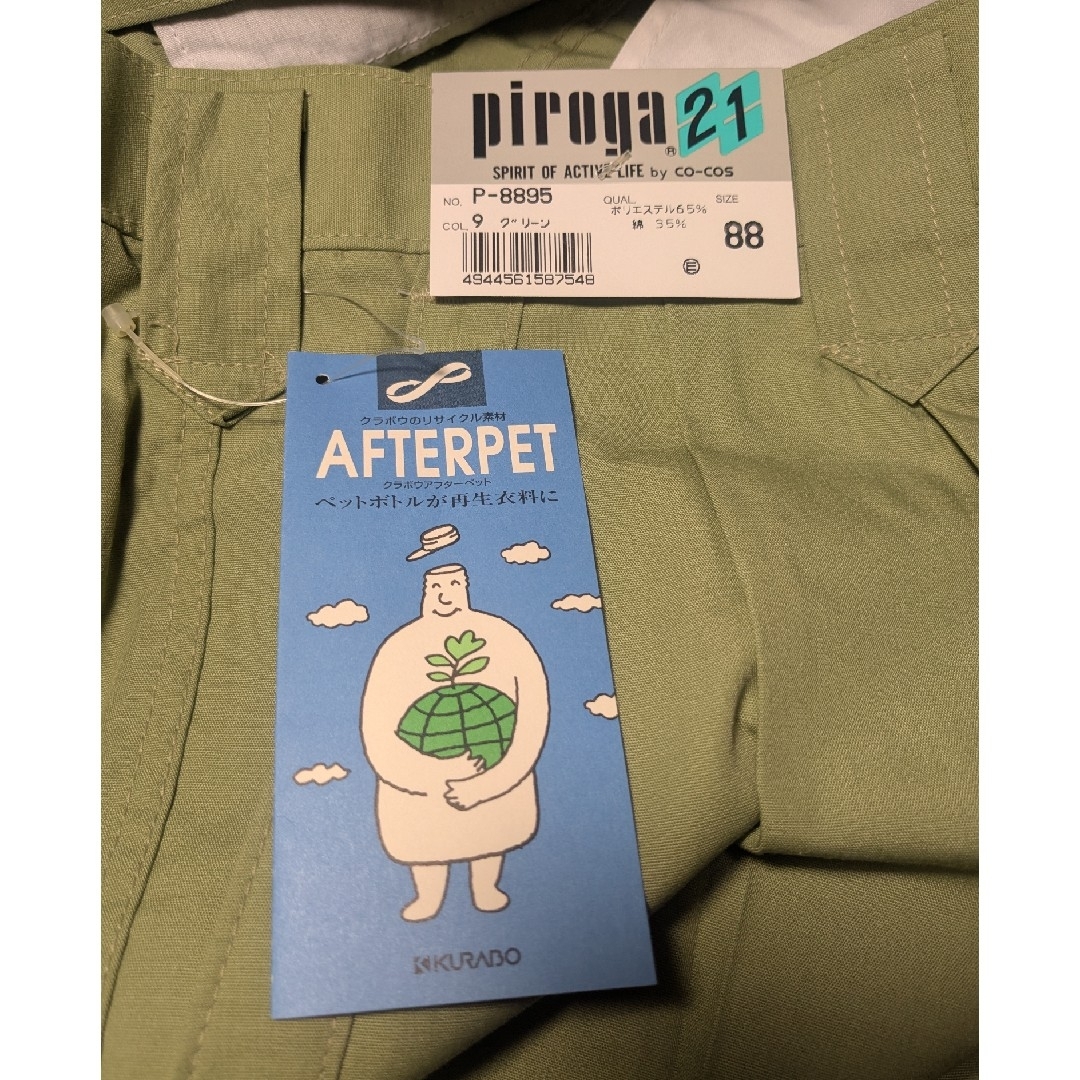 piroga 21
®
SPIRIT OF ACTIVE LIFE by co-cos
NO. P-8895
QUAL. SIZE
ポリエステル65%
COL. 9 グリーン
綿 35%
88
4944561587548
クラボウのリサイクル素材
AFTERPET
クラボウアフターペット
ペットボトルが再生衣料に
KURABO